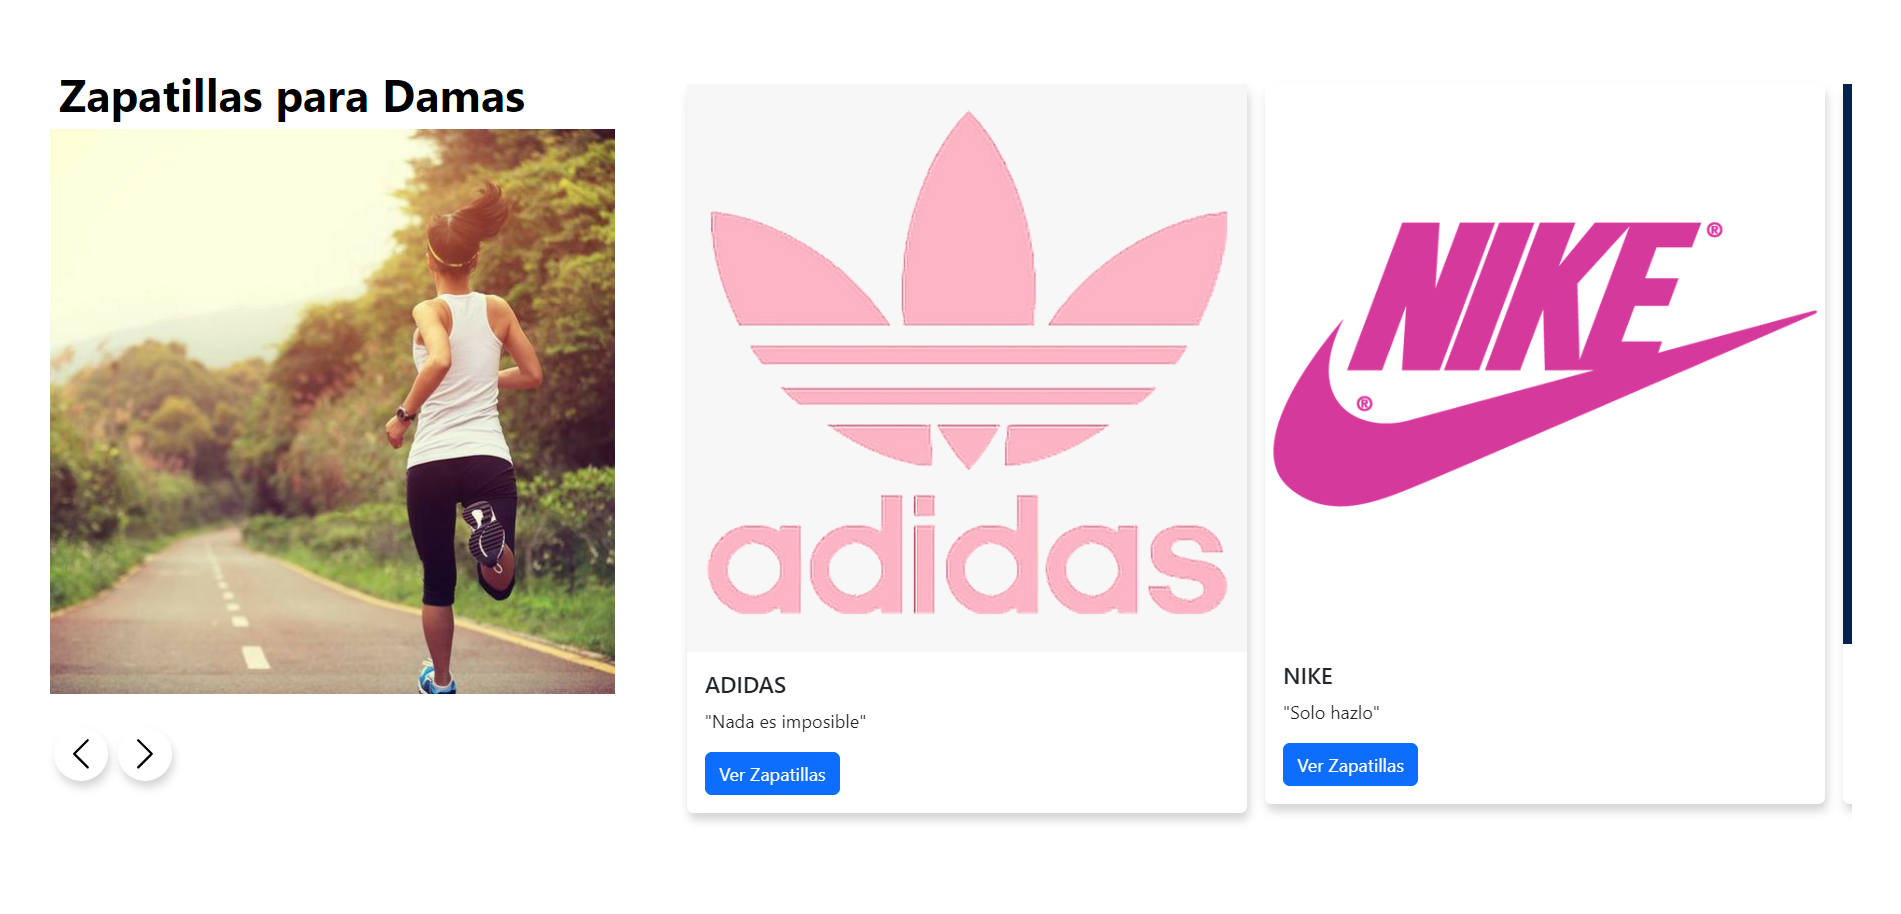 Zapatillas para Damas
adidas
ADIDAS
"Nada es imposible"
Ver Zapatillas
NIKE®
®
NIKE
"Solo hazlo"
Ver Zapatillas